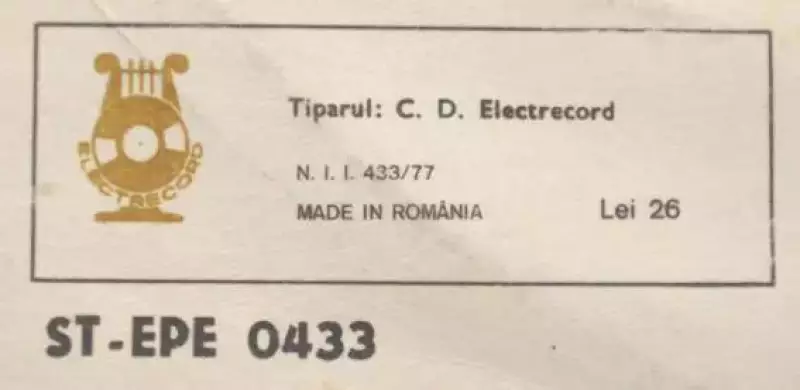 ELECTRECORD
Tiparul: C. D. Electrecord
N. I. I. 433/77
MADE IN ROMÂNIA Lei 26
ST-EPE 0433